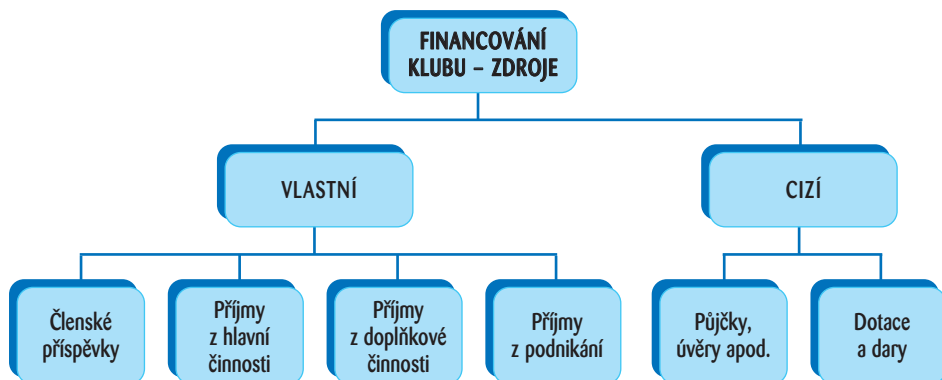 FINANCOVÁNÍ
KLUBU – ZDROJE
VLASTNÍ
CIZÍ
Členské
příspěvky
Příjmy
z hlavní
činnosti
Příjmy
z doplňkové
činnosti
Příjmy
z podnikání
Půjčky,
úvěry apod.
Dotace
a dary